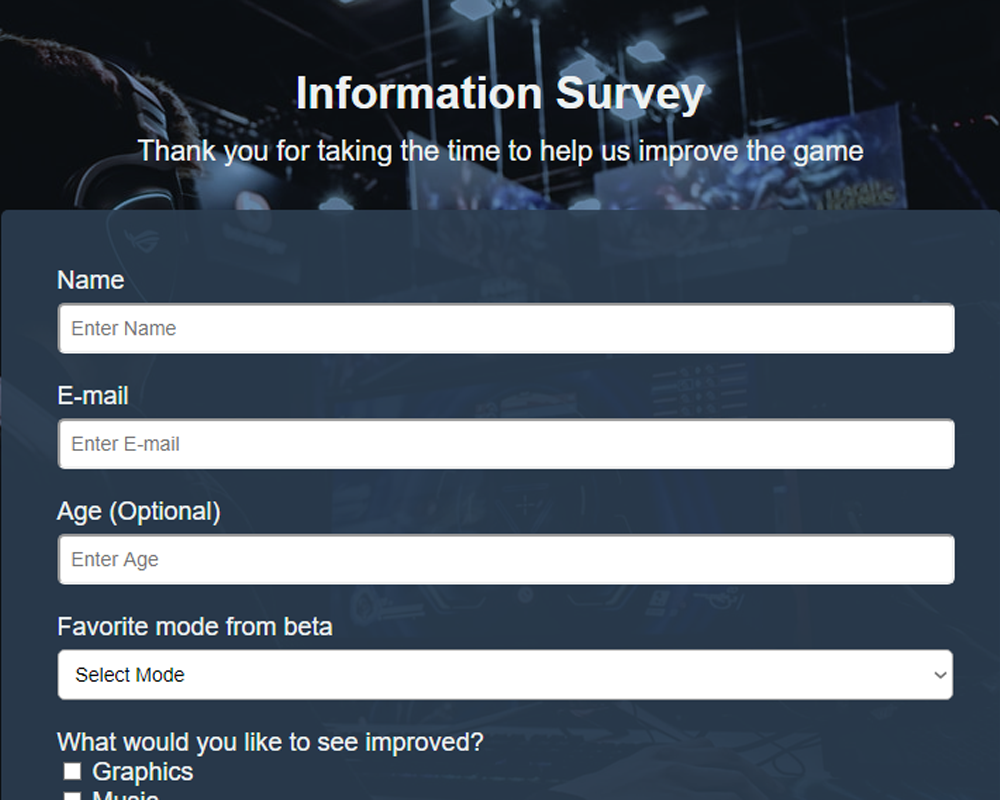 Information Survey
Thank you for taking the time to help us improve the game
Name
Enter Name
E-mail
Enter E-mail
Age (Optional)
Enter Age
Favorite mode from beta
Select Mode
What would you like to see improved?
Graphics
Music